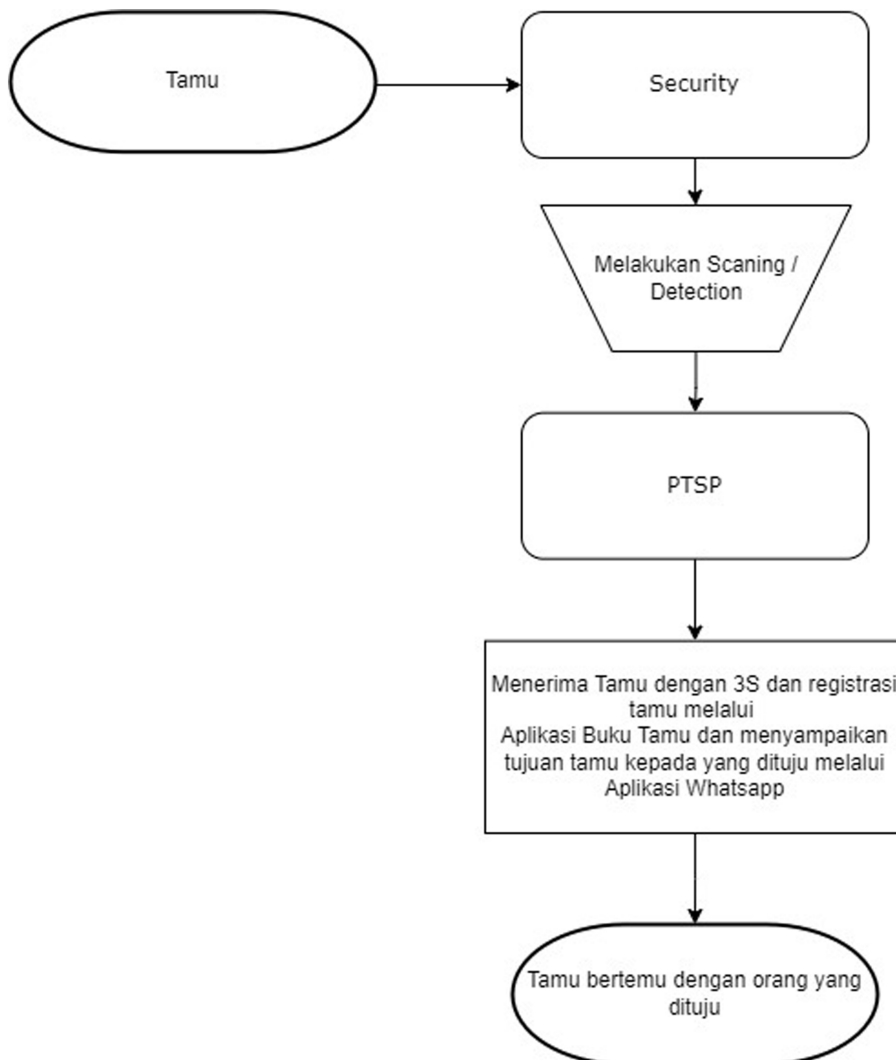 Tamu
Security
Melakukan Scaning /
Detection
PTSP
Menerima Tamu dengan 3S dan registrasi
tamu melalui
Aplikasi Buku Tamu dan menyampaikan
tujuan tamu kepada yang dituju melalui
Aplikasi Whatsapp
Tamu bertemu dengan orang yang
dituju